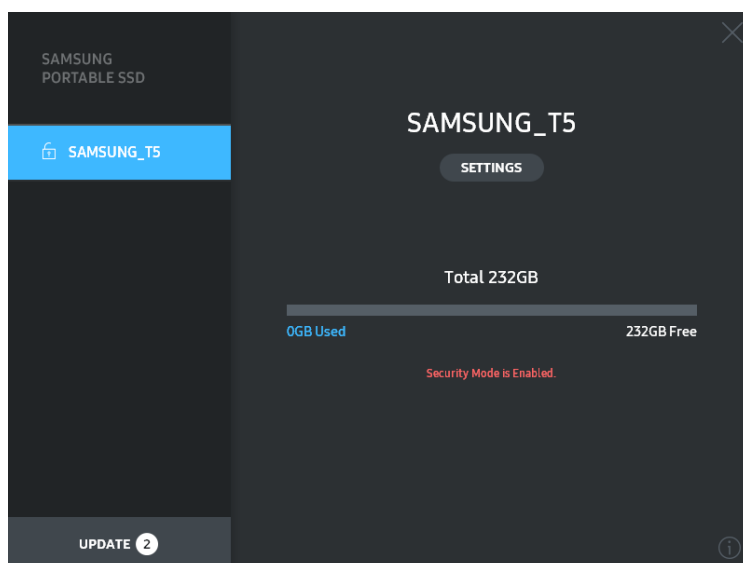 SAMSUNG
PORTABLE SSD
SAMSUNG_T5
UPDATE 2
SAMSUNG_T5
SETTINGS
Total 232GB
0GB Used
232GB Free
Security Mode is Enabled.